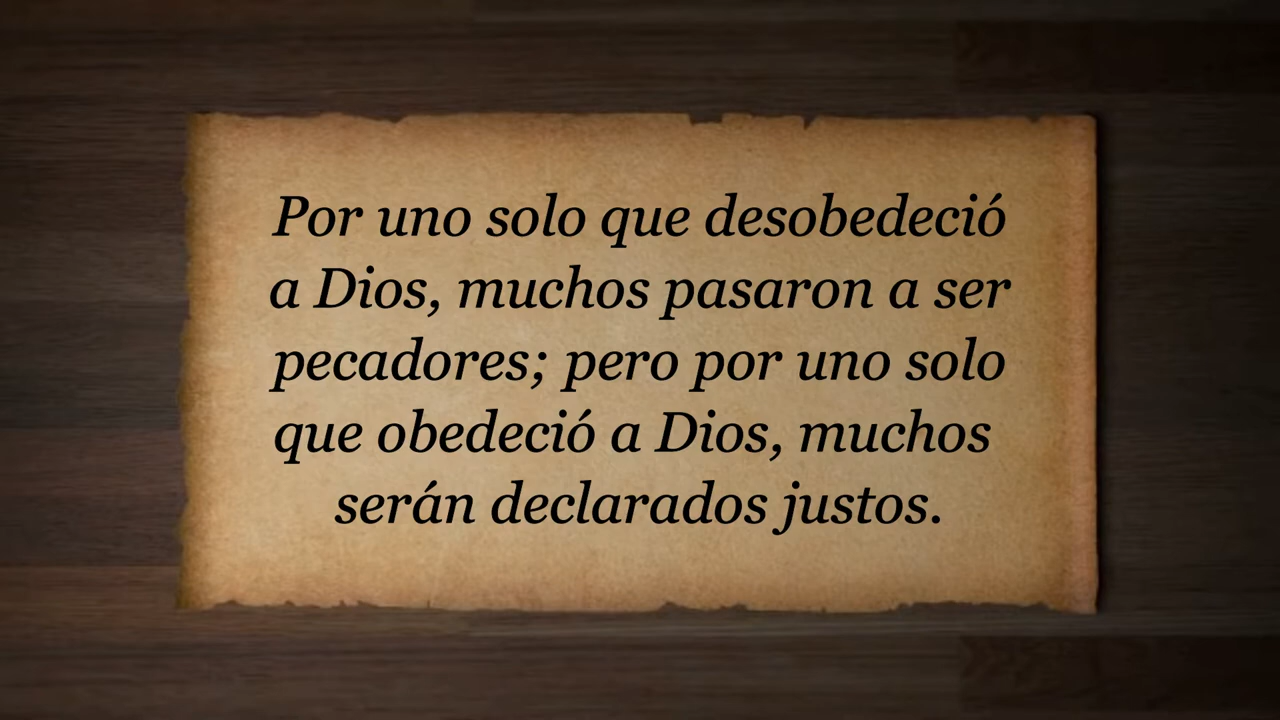 Por uno solo que desobedeció
a Dios, muchos pasaron a ser
pecadores; pero por uno solo
que obedeció a Dios, muchos
serán declarados justos.